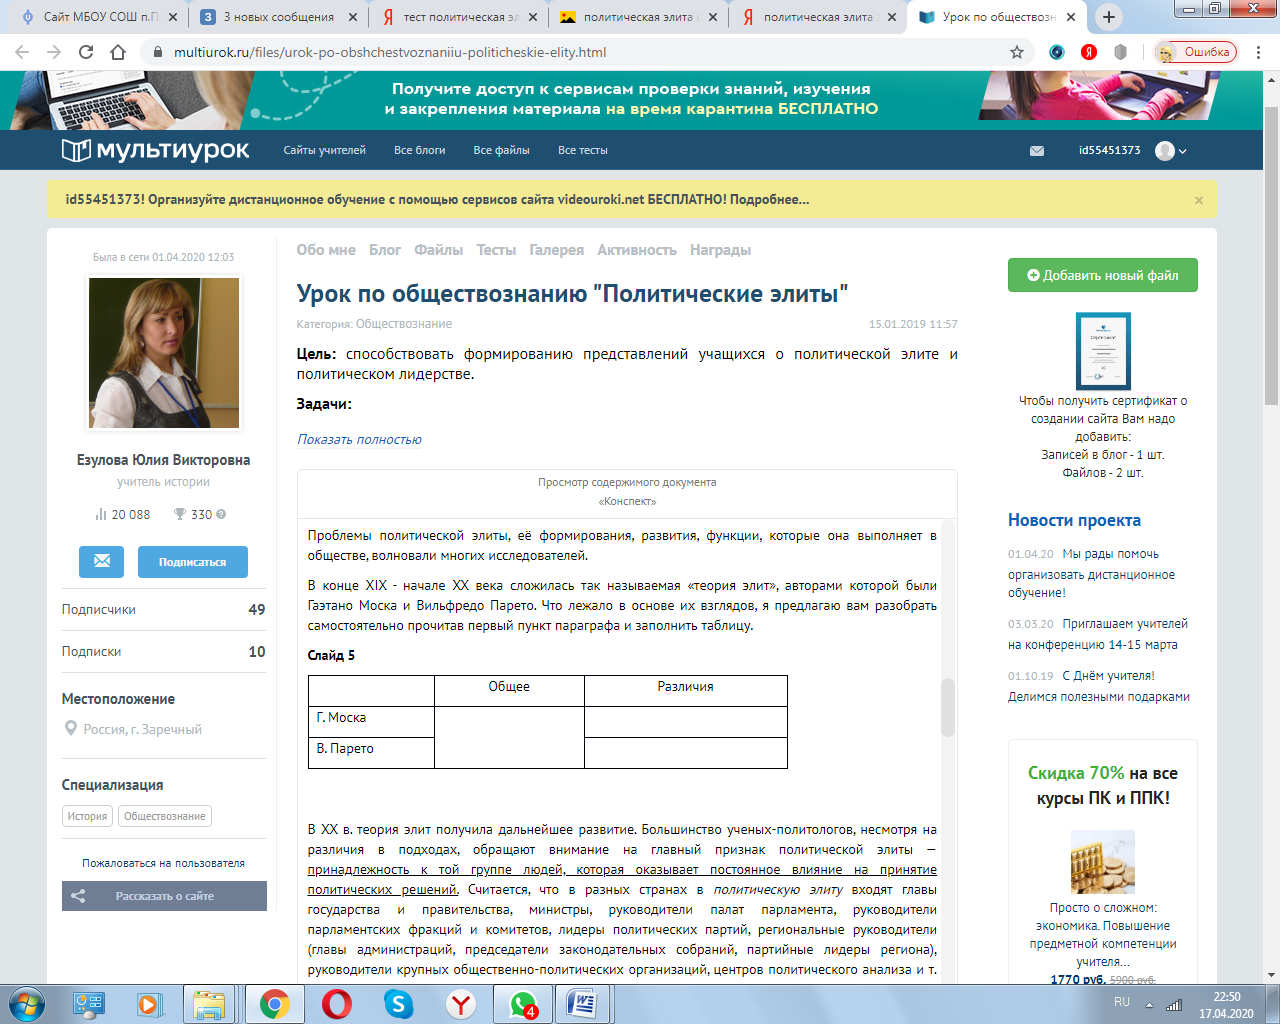 Сайт МБОУ СОШ п.П
3 новых сообщения
тест политическая эл
политическая элита с
политическая элита з
Урок по обществозн
multiurok.ru/files/urok-po-obshchestvoznaniiu-politicheskie-elity.html
Ошибка
Получите доступ к сервисам проверки знаний, изучения
и закрепления материала на время карантина БЕСПЛАТНО
мультиурок
Сайты учителей
Все блоги
Все файлы
Все тесты
id55451373
id55451373! Организуйте дистанционное обучение с помощью сервисов сайта videouroki.net БЕСПЛАТНО! Подробнее...
Была в сети 01.04.2020 12:03
Езулова Юлия Викторовна
учитель истории
20 088
330
Подписаться
Подписчики 49
Подписки 10
Местоположение
Россия, г. Заречный
Специализация
История
Обществознание
Пожаловаться на пользователя
Рассказать о сайте
Обо мне Блог Файлы Тесты Галерея Активность Награды
Урок по обществознанию "Политические элиты"
Категория: Обществознание
15.01.2019 11:57
Цель: способствовать формированию представлений учащихся о политической элите и
политическом лидерстве.
Задачи:
Показать полностью
Просмотр содержимого документа
«Конспект»
Проблемы политической элиты, её формирования, развития, функции, которые она выполняет в
обществе, волновали многих исследователей.
В конце XIX - начале XX века сложилась так называемая «теория элит», авторами которой были
Гаэтано Моска и Вильфредо Парето. Что лежало в основе их взглядов, я предлагаю вам разобрать
самостоятельно прочитав первый пункт параграфа и заполнить таблицу.
Слайд 5
Общее
Различия
Г. Моска
В. Парето
В XX в. теория элит получила дальнейшее развитие. Большинство ученых-политологов, несмотря на
различия в подходах, обращают внимание на главный признак политической элиты —
принадлежность к той группе людей, которая оказывает постоянное влияние на принятие
политических решений. Считается, что в разных странах в политическую элиту входят главы
государства и правительства, министры, руководители палат парламента, руководители
парламентских фракций и комитетов, лидеры политических партий, региональные руководители
(главы администраций, председатели законодательных собраний, партийные лидеры региона),
руководители крупных общественно-политических организаций, центров политического анализа и т.
Добавить новый файл
Сертификат
Чтобы получить сертификат о
создании сайта Вам надо
добавить:
Записей в блог - 1 шт.
Файлов - 2 шт.
Новости проекта
01.04.20 Мы рады помочь
организовать дистанционное
обучение!
03.03.20 Приглашаем учителей
на конференцию 14-15 марта
01.10.19 С Днём учителя!
Делимся полезными подарками
Скидка 70% на все
курсы ПК и ППК!
Просто о сложном:
экономика. Повышение
предметной компетенции
учителя...
1770 руб. 5900 руб.
4
RU
22:50
17.04.2020